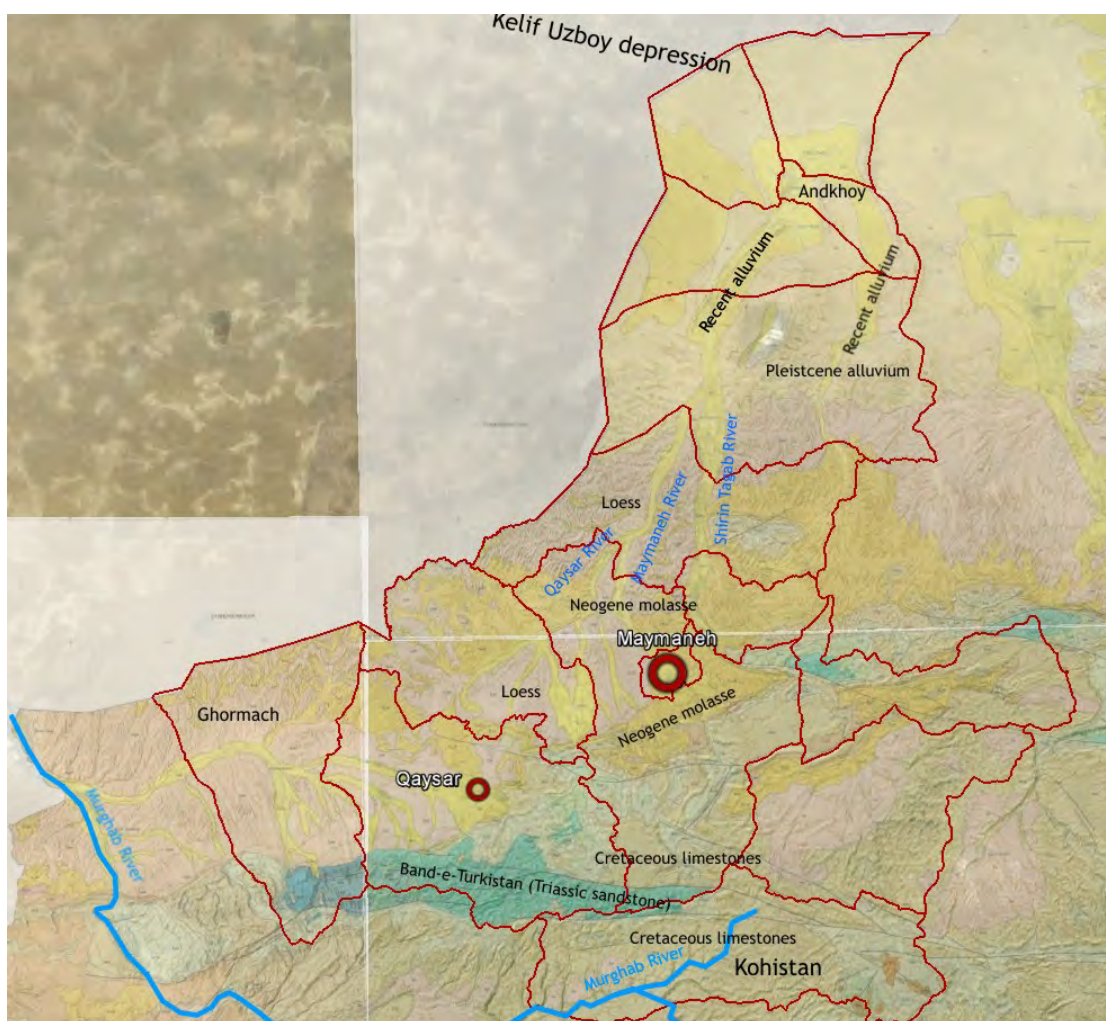 Kelif Uzboy depression
Andkhoy
Recent alluvium
Recent alluvium
Pleistcene alluvium
Loess
Qaysar River
Maymaneh River
Shirin Tagab River
Neogene molasse
Maymaneh
Loess
Ghormach
Neogene molasse
Qaysar
Murghab River
Cretaceous limestones
Band-e-Turkistan (Triassic sandstone)
Cretaceous limestones
Murghab River
Kohistan